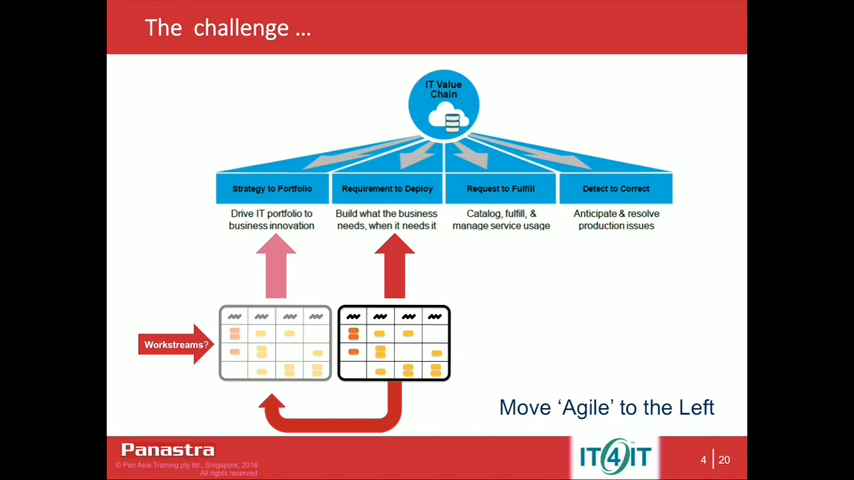 The challenge ...
IT Value
Chain
Strategy to Portfolio
Requirement to Deploy
Request to Fulfill
Detect to Correct
Drive IT portfolio to
business innovation
Build what the business
needs, when it needs it
Catalog, fulfill, &
manage service usage
Anticipate & resolve
production issues
Workstreams?
Move ‘Agile’ to the Left
Panastra
© Pan Asia Training pty ltd., Singapore, 2016
All rights reserved
IT4IT™
4 | 20